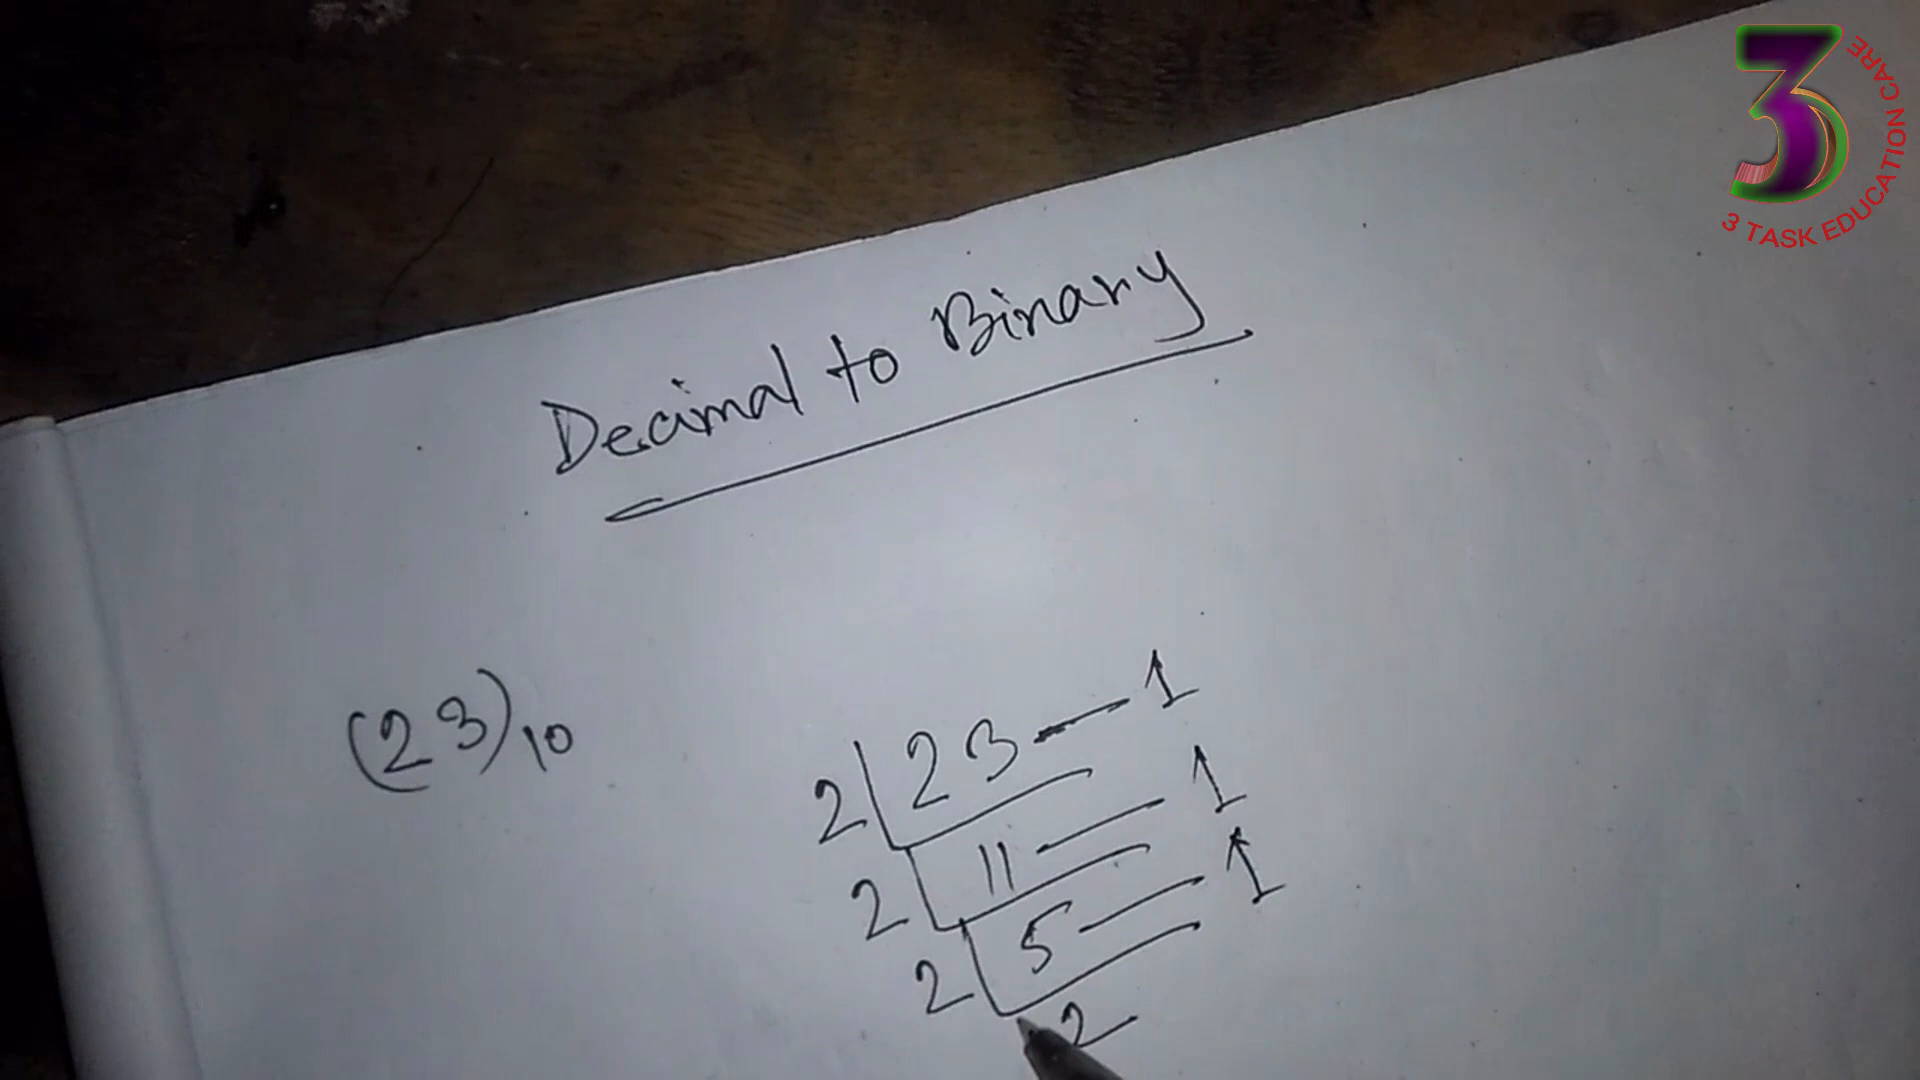 3
3 TASK EDUCATION CARE
Decimal to Binary
(23)10
2 23 — 1
2 11 — 1
2 5 — 1
2